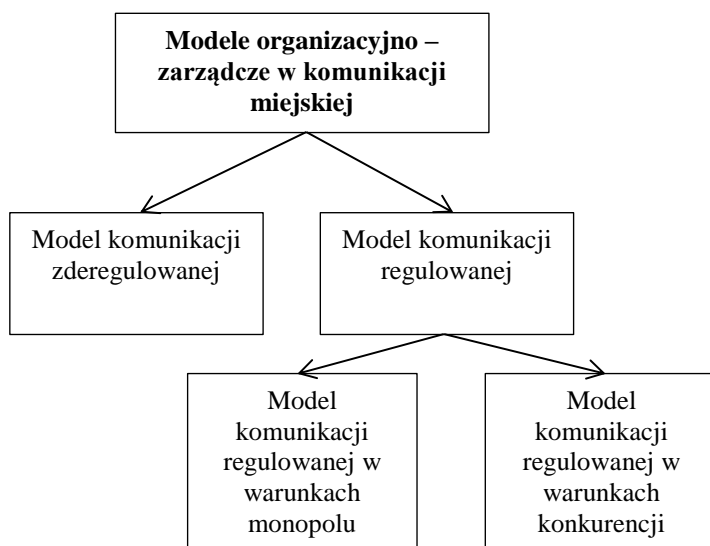 Modele organizacyjno –
zarządcze w komunikacji
miejskiej
Model komunikacji
zderegulowanej
Model komunikacji
regulowanej
Model
komunikacji
regulowanej w
warunkach
monopolu
Model
komunikacji
regulowanej w
warunkach
konkurencji